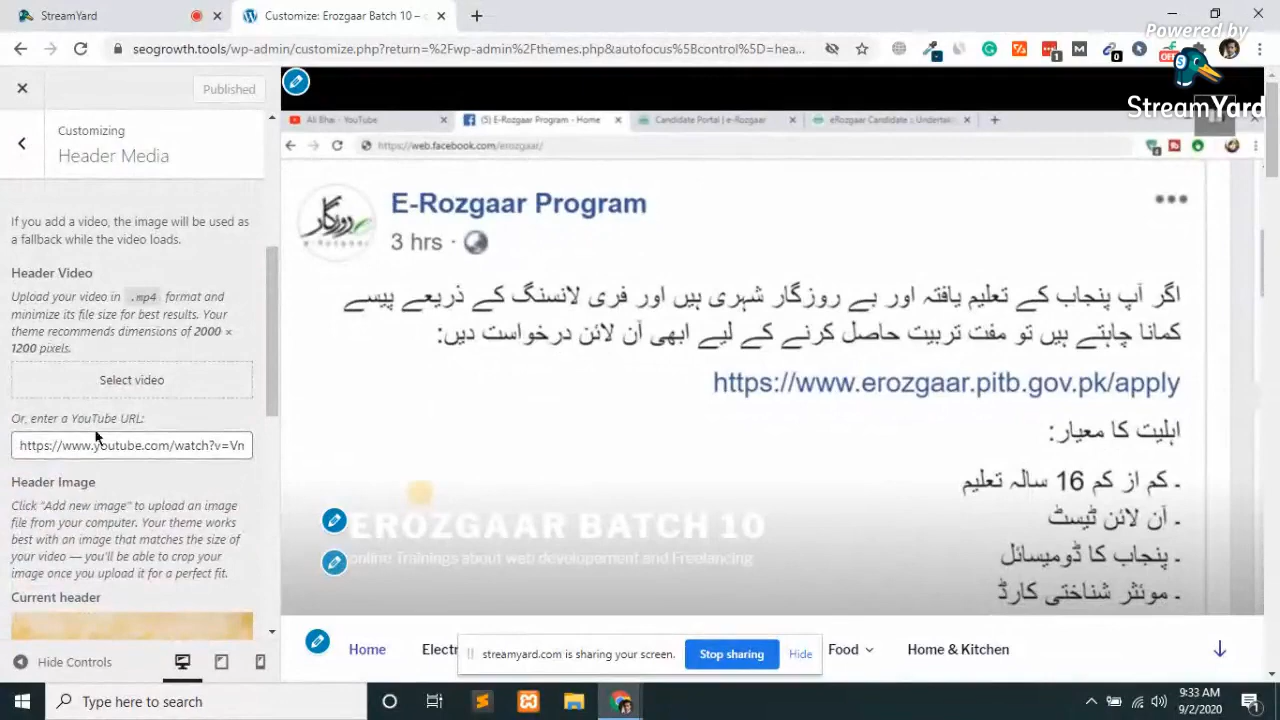 StreamYard
Customize: Erozgaar Batch 10 –
Powered by
StreamYard
seogrowth.tools/wp-admin/customize.php?return=%2Fwp-admin%2Fthemes.php&autofocus%5Bcontrol%5D=hea...
1
0
OFF
Published
Customizing
Header Media
If you add a video, the image will be used as
a fallback while the video loads.
Header Video
Upload your video in .mp4 format and
minimize its file size for best results. Your
theme recommends dimensions of 2000 ×
1200 pixels.
Select video
Or, enter a YouTube URL:
https://www.youtube.com/watch?v=Vn
Header Image
Click "Add new image" to upload an image
file from your computer. Your theme works
best with an image that matches the size of
your video — you'll be able to crop your
image once you upload it for a perfect fit.
Current header
Hide Controls
Ali Bhai - YouTube
(5) E-Rozgaar Program - Home
Candidate Portal | e-Rozgaar
eRozgaar Candidate :: Undertak
https://web.facebook.com/erozgaar/
E-Rozgaar Program
3 hrs ·
e-Rozgaar
اگر آپ پنجاب کے تعلیم یافتہ اور بے روزگار شہری ہیں اور فری لانسنگ کے ذریعے پیسے
کمانا چاہتے ہیں تو مفت تربیت حاصل کرنے کے لیے ابھی آن لائن درخواست دیں:
https://www.erozgaar.pitb.gov.pk/apply
اہلیت کا معیار:
۔ کم از کم 16 سالہ تعلیم
۔ آن لائن ٹیسٹ
۔ پنجاب کا ڈومیسائل
۔ موئثر شناختی کارڈ
EROZGAAR BATCH 10
online Trainings about web developement and Freelancing
Home
Electr
Food
Home & Kitchen
streamyard.com is sharing your screen.
Stop sharing
Hide
Type here to search
9:33 AM
9/2/2020
1